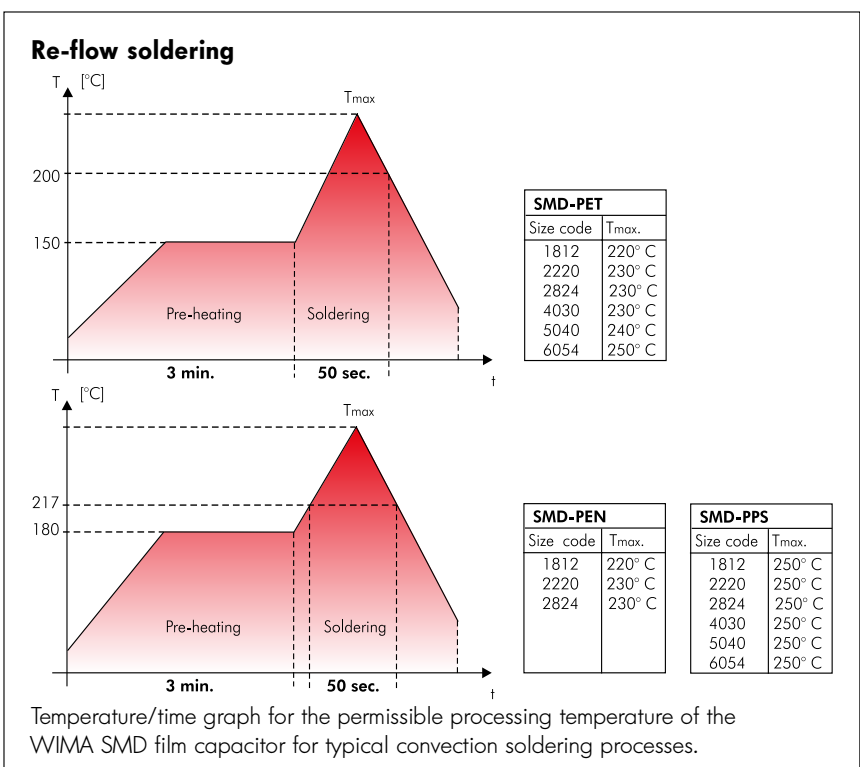 Re-flow soldering
T [°C]
Tmax
200
150
Pre-heating
Soldering
3 min.
50 sec.
t
SMD-PET
Size code Tmax.
1812 220° C
2220 230° C
2824 230° C
4030 230° C
5040 240° C
6054 250° C
T [°C]
Tmax
217
180
Pre-heating
Soldering
3 min.
50 sec.
t
SMD-PEN
Size code Tmax.
1812 220° C
2220 230° C
2824 230° C
SMD-PPS
Size code Tmax.
1812 250° C
2220 250° C
2824 250° C
4030 250° C
5040 250° C
6054 250° C
Temperature/time graph for the permissible processing temperature of the
WIMA SMD film capacitor for typical convection soldering processes.